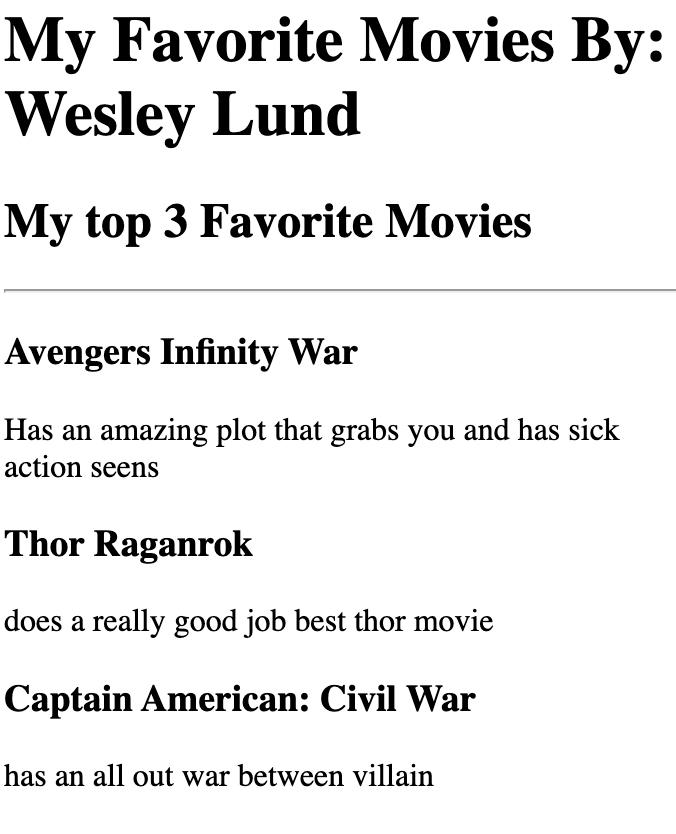 My Favorite Movies By:
Wesley Lund
My top 3 Favorite Movies
Avengers Infinity War
Has an amazing plot that grabs you and has sick
action seens
Thor Raganrok
does a really good job best thor movie
Captain American: Civil War
has an all out war between villain